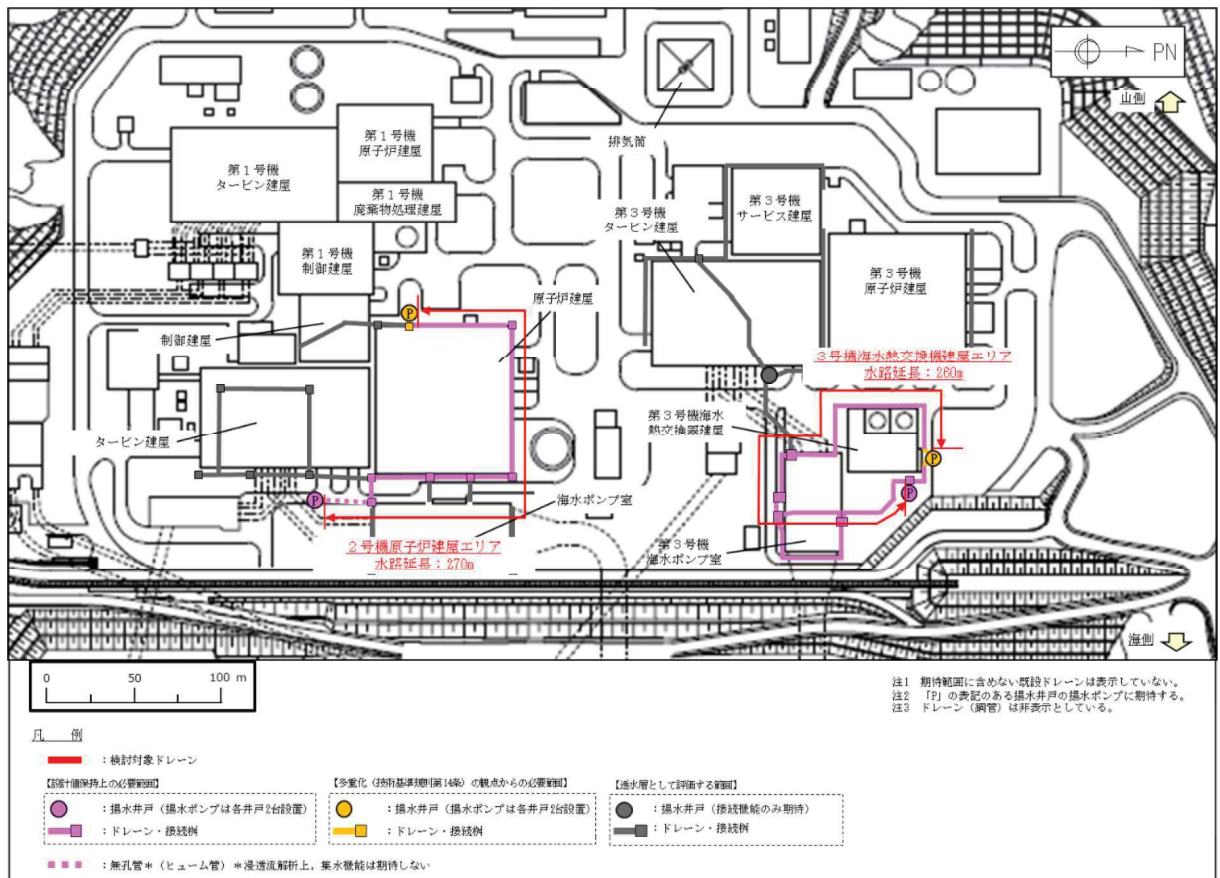 PN
山側
排気筒
第1号機
原子炉建屋
第1号機
タービン建屋
第1号機
廃棄物処理建屋
第3号機
サービス建屋
第3号機
タービン建屋
第1号機
制御建屋
第3号機
原子炉建屋
原子炉建屋
制御建屋
3号機海水熱交換機建屋エリア
水路延長:260m
第3号機海水
熱交換器建屋
タービン建屋
海水ポンプ室
2号機原子炉建屋エリア
水路延長:270m
第3号機
海水ポンプ室
P
P
P
P
海側
0 50 100 m
注1 期待範囲に含めない既設ドレーンは表示していない。
注2 「P」の表記のある揚水井戸の揚水ポンプに期待する。
注3 ドレーン(鋼管)は非表示としている。
凡 例
:検討対象ドレーン
【設計値保持上の必要範囲】
:揚水井戸(揚水ポンプは各井戸2台設置)
:ドレーン・接続桝
【多重化(技術基準規則第14条)の観点からの必要範囲】
:揚水井戸(揚水ポンプは各井戸2台設置)
:ドレーン・接続桝
【透水層として評価する範囲】
:揚水井戸(接続機能のみ期待)
:ドレーン・接続桝
:無孔管*(ヒューム管)*浸透流解析上,集水機能は期待しない